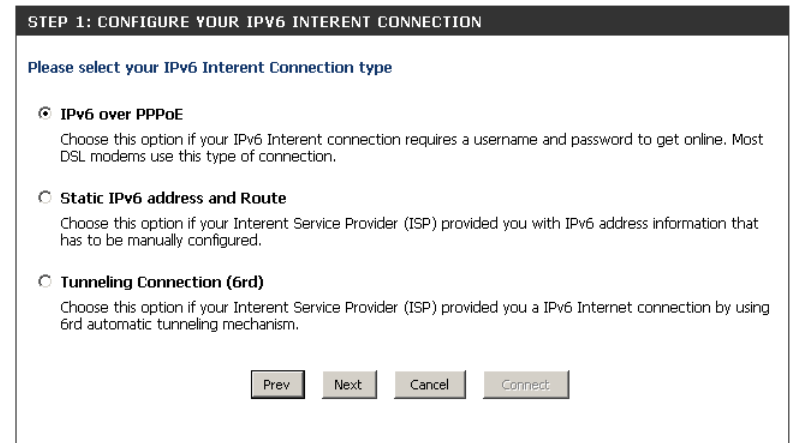 STEP 1: CONFIGURE YOUR IPV6 INTERENT CONNECTION
Please select your IPv6 Interent Connection type
IPv6 over PPPoE
Choose this option if your IPv6 Interent connection requires a username and password to get online. Most
DSL modems use this type of connection.
Static IPv6 address and Route
Choose this option if your Interent Service Provider (ISP) provided you with IPv6 address information that
has to be manually configured.
Tunneling Connection (6rd)
Choose this option if your Interent Service Provider (ISP) provided you a IPv6 Internet connection by using
6rd automatic tunneling mechanism.
Prev Next Cancel Connect